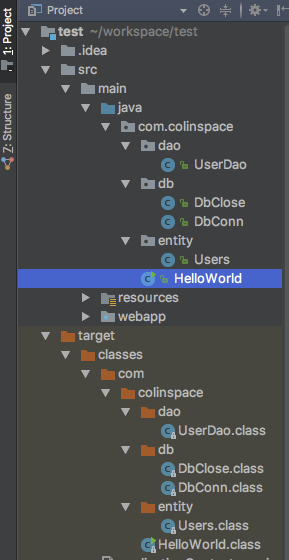 1: Project
7: Structure
Project
test ~/workspace/test
.idea
src
main
java
com.colinspace
dao
UserDao
db
DbClose
DbConn
entity
Users
HelloWorld
resources
webapp
target
classes
com
colinspace
dao
UserDao.class
db
DbClose.class
DbConn.class
entity
Users.class
HelloWorld.class